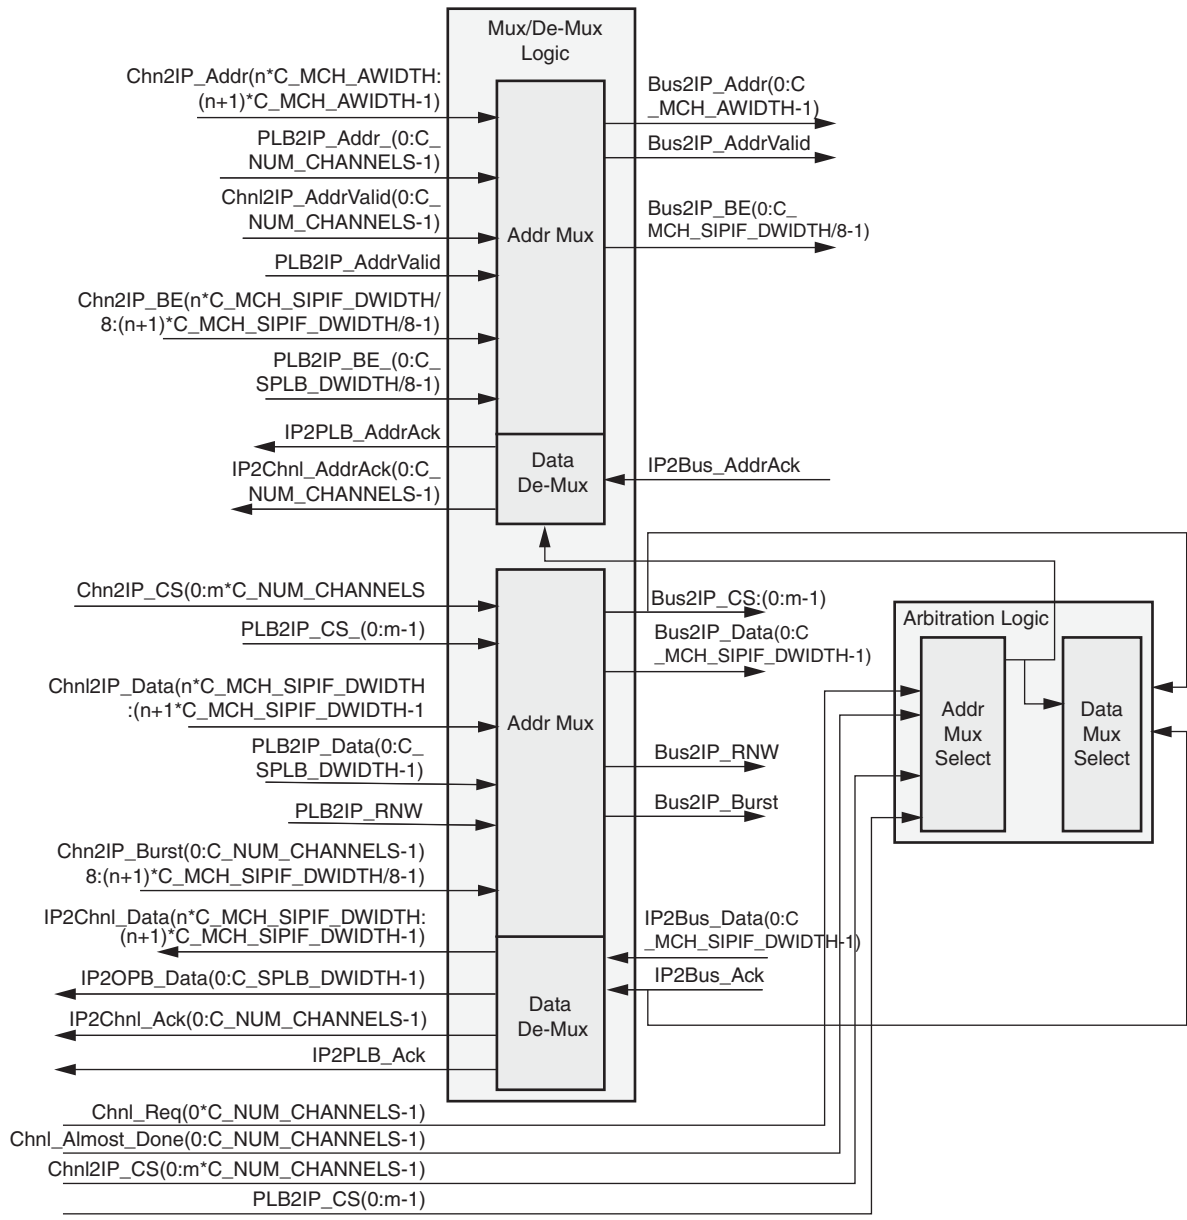 Mux/De-Mux
Logic
Chn2IP_Addr(n*C_MCH_AWIDTH:
(n+1)*C_MCH_AWIDTH-1)
PLB2IP_Addr_(0:C_
NUM_CHANNELS-1)
Chnl2IP_AddrValid(0:C_
NUM_CHANNELS-1)
PLB2IP_AddrValid
Chn2IP_BE(n*C_MCH_SIPIF_DWIDTH/
8:(n+1)*C_MCH_SIPIF_DWIDTH/8-1)
PLB2IP_BE_(0:C_
SPLB_DWIDTH/8-1)
IP2PLB_AddrAck
IP2Chnl_AddrAck(0:C_
NUM_CHANNELS-1)
Addr Mux
Data
De-Mux
Bus2IP_Addr(0:C
_MCH_AWIDTH-1)
Bus2IP_AddrValid
Bus2IP_BE(0:C_
MCH_SIPIF_DWIDTH/8-1)
IP2Bus_AddrAck
Chn2IP_CS(0:m*C_NUM_CHANNELS
PLB2IP_CS_(0:m-1)
Chnl2IP_Data(n*C_MCH_SIPIF_DWIDTH
:(n+1*C_MCH_SIPIF_DWIDTH-1
PLB2IP_Data(0:C_
SPLB_DWIDTH-1)
PLB2IP_RNW
Chn2IP_Burst(0:C_NUM_CHANNELS-1)
8:(n+1)*C_MCH_SIPIF_DWIDTH/8-1)
IP2Chnl_Data(n*C_MCH_SIPIF_DWIDTH:
(n+1)*C_MCH_SIPIF_DWIDTH-1)
IP2OPB_Data(0:C_SPLB_DWIDTH-1)
IP2Chnl_Ack(0:C_NUM_CHANNELS-1)
IP2PLB_Ack
Addr Mux
Data
De-Mux
Bus2IP_CS:(0:m-1)
Bus2IP_Data(0:C
_MCH_SIPIF_DWIDTH-1)
Bus2IP_RNW
Bus2IP_Burst
IP2Bus_Data(0:C
_MCH_SIPIF_DWIDTH-1)
IP2Bus_Ack
Arbitration Logic
Addr
Mux
Select
Data
Mux
Select
Chnl_Req(0*C_NUM_CHANNELS-1)
Chnl_Almost_Done(0:C_NUM_CHANNELS-1)
Chnl2IP_CS(0:m*C_NUM_CHANNELS-1)
PLB2IP_CS(0:m-1)